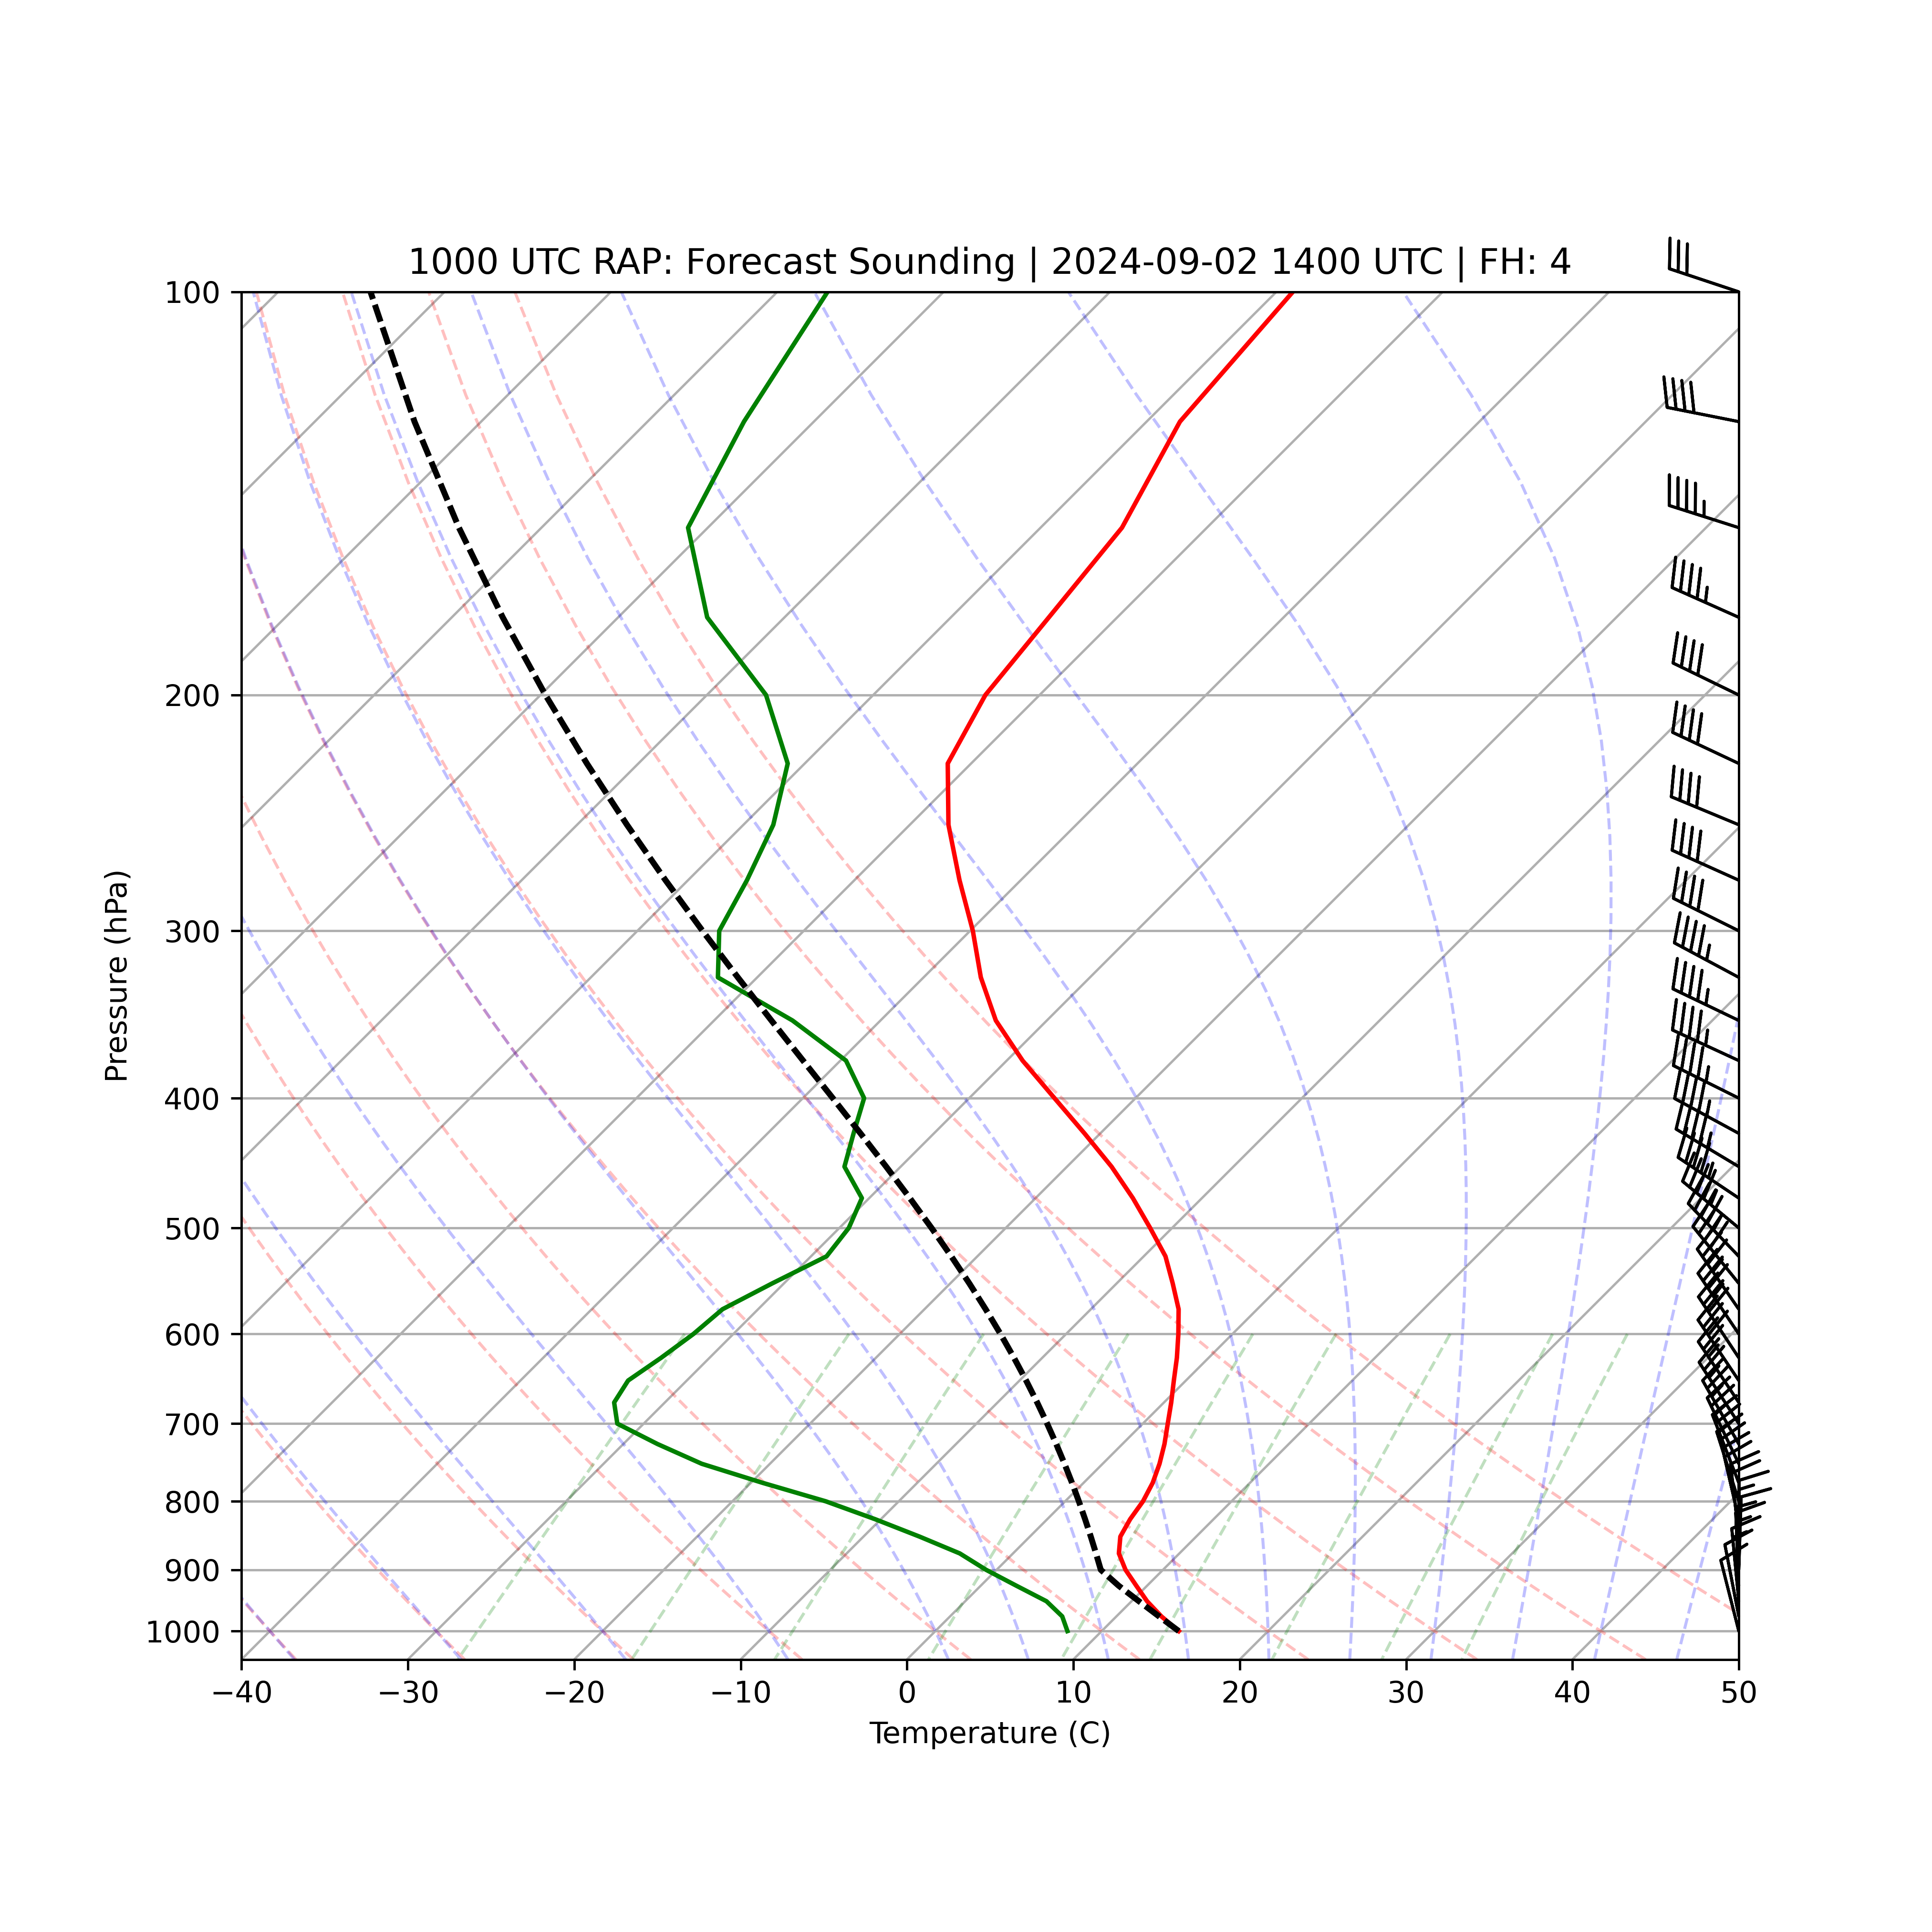 1000 UTC RAP: Forecast Sounding | 2024-09-02 1400 UTC | FH: 4
100
200
300
400
500
600
700
800
900
1000
Pressure (hPa)
−40 −30 −20 −10 0 10 20 30 40 50
Temperature (C)